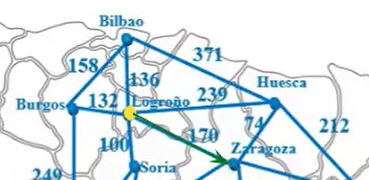 Bilbao
371
158
136
Huesca
Burgos
132
Logroño
239
74
212
170
100
Zaragoza
Soria
249